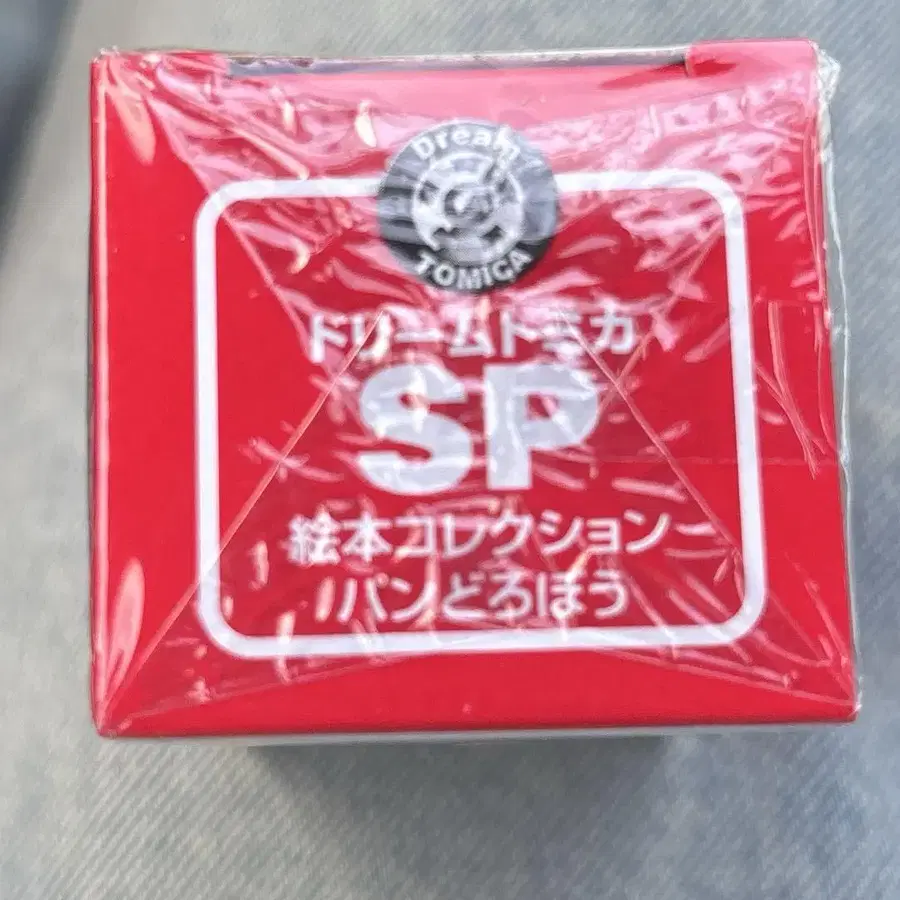 Dream
TOMICA
ドリームトミカ
SP
絵本コレクション
パンどろぼう